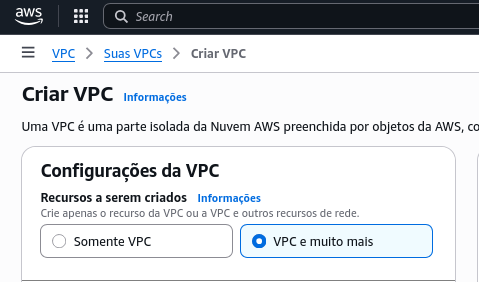 aws
Search
VPC > Suas VPCs > Criar VPC
Criar VPC Informações
Uma VPC é uma parte isolada da Nuvem AWS preenchida por objetos da AWS, co
Configurações da VPC
Recursos a serem criados Informações
Crie apenas o recurso da VPC ou a VPC e outros recursos de rede.
Somente VPC
VPC e muito mais